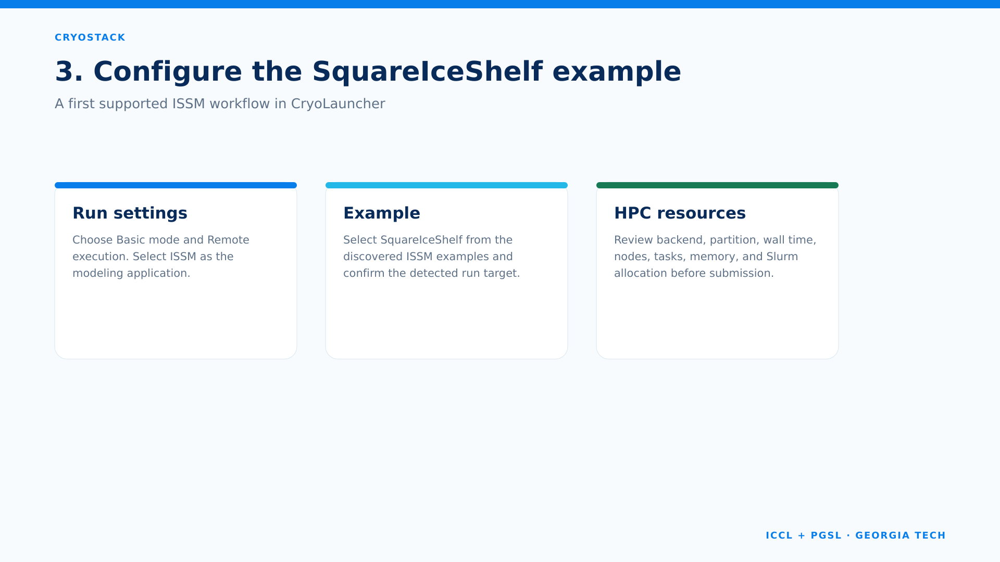 CRYOSTACK
3. Configure the SquareIceShelf example
A first supported ISSM workflow in CryoLauncher
Run settings
Choose Basic mode and Remote
execution. Select ISSM as the
modeling application.
Example
Select SquareIceShelf from the
discovered ISSM examples and
confirm the detected run target.
HPC resources
Review backend, partition, wall time,
nodes, tasks, memory, and Slurm
allocation before submission.
ICCL + PGSL · GEORGIA TECH